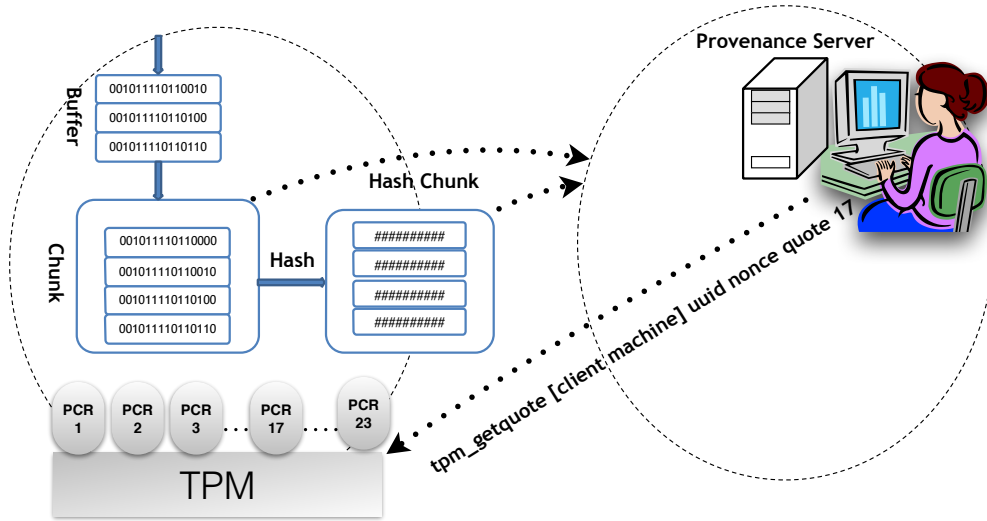 Provenance Server
Buffer
001011110110010
001011110110100
001011110110110
Hash Chunk
Chunk
001011110110000
001011110110010
001011110110100
001011110110110
Hash
##########
##########
##########
##########
tpm_getquote [client machine] uuid nonce quote 17
PCR
1
PCR
2
PCR
3
PCR
17
PCR
23
TPM